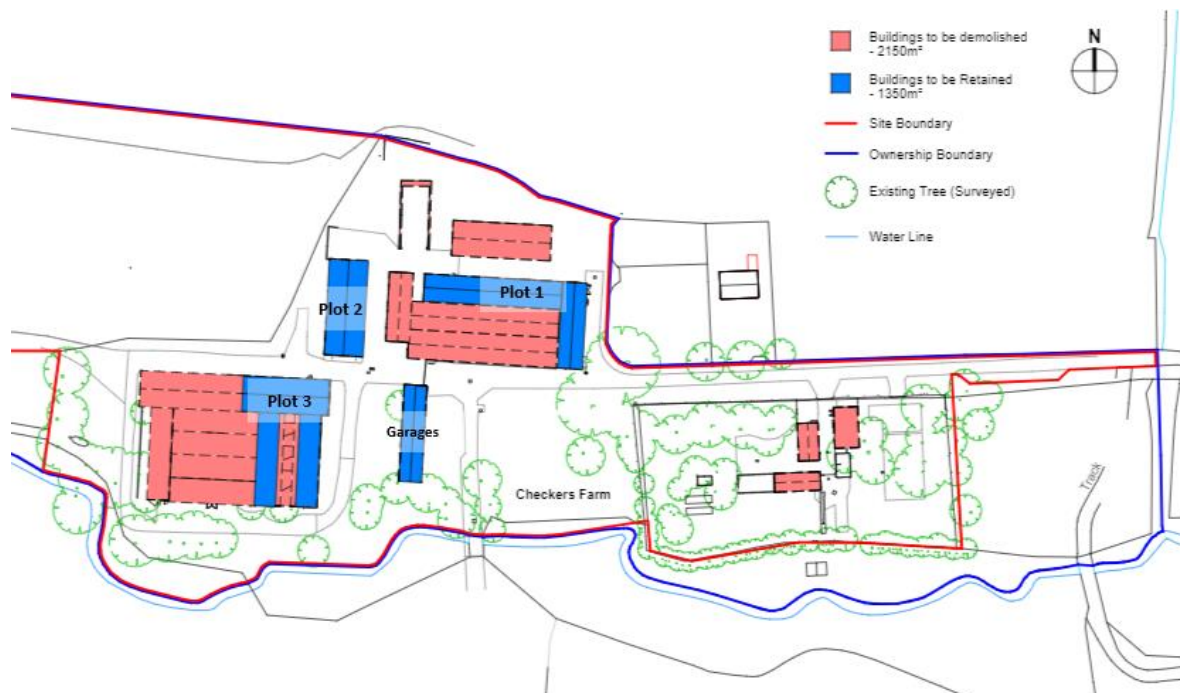 Buildings to be demolished
- 2150m²
N
Buildings to be Retained
- 1350m²
Site Boundary
Ownership Boundary
Existing Tree (Surveyed)
Water Line
Plot 1
Plot 2
Plot 3
Garages
Checkers Farm
Track